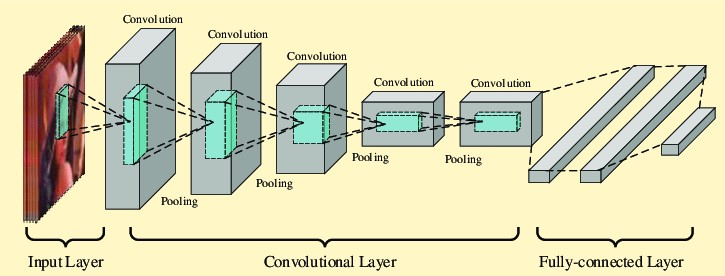 Convolution
Convolution
Convolution
Convolution
Convolution
Pooling
Pooling
Pooling
Pooling
Input Layer
Convolutional Layer
Fully-connected Layer